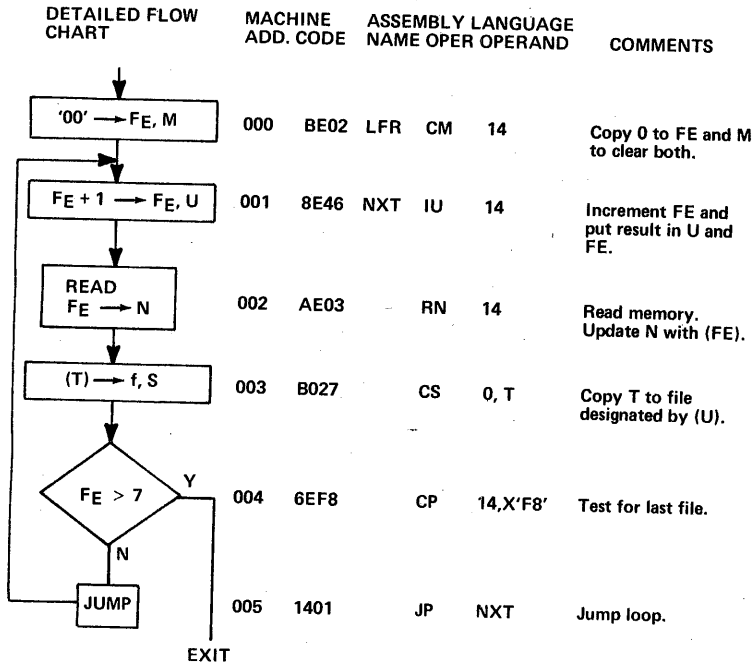 DETAILED FLOW CHART
MACHINE
ADD. CODE
ASSEMBLY LANGUAGE
NAME OPER OPERAND
COMMENTS
'00' → FE, M
000 BE02 LFR CM 14
Copy 0 to FE and M
to clear both.
FE + 1 → FE, U
001 8E46 NXT IU 14
Increment FE and
put result in U and
FE.
READ
FE → N
002 AE03 RN 14
Read memory.
Update N with (FE).
(T) → f, S
003 B027 CS 0, T
Copy T to file
designated by (U).
FE > 7
Y
N
004 6EF8 CP 14,X'F8' Test for last file.
JUMP
005 1401 JP NXT Jump loop.
EXIT